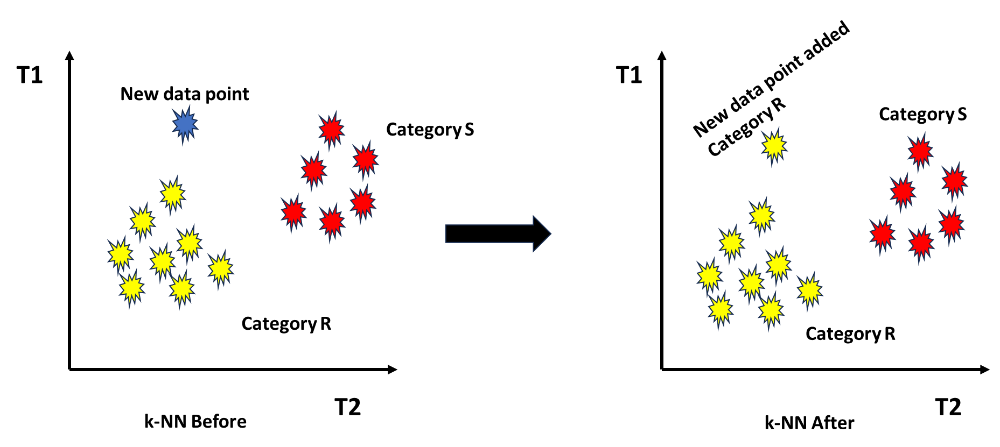 T1
New data point
Category S
Category R
T2
k-NN Before
T1
New data point added
Category R
Category S
Category R
T2
k-NN After